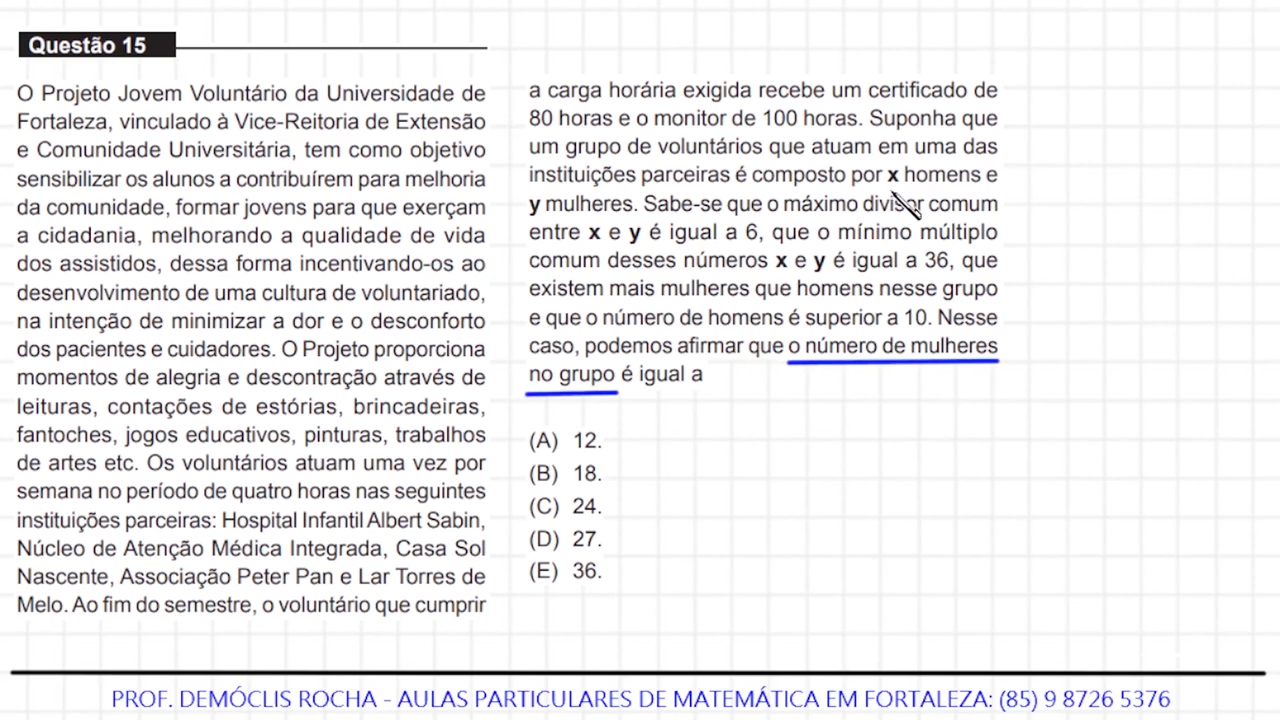 Questão 15
O Projeto Jovem Voluntário da Universidade de
Fortaleza, vinculado à Vice-Reitoria de Extensão
e Comunidade Universitária, tem como objetivo
sensibilizar os alunos a contribuírem para melhoria
da comunidade, formar jovens para que exerçam
a cidadania, melhorando a qualidade de vida
dos assistidos, dessa forma incentivando-os ao
desenvolvimento de uma cultura de voluntariado,
na intenção de minimizar a dor e o desconforto
dos pacientes e cuidadores. O Projeto proporciona
momentos de alegria e descontração através de
leituras, contações de estórias, brincadeiras,
fantoches, jogos educativos, pinturas, trabalhos
de artes etc. Os voluntários atuam uma vez por
semana no período de quatro horas nas seguintes
instituições parceiras: Hospital Infantil Albert Sabin,
Núcleo de Atenção Médica Integrada, Casa Sol
Nascente, Associação Peter Pan e Lar Torres de
Melo. Ao fim do semestre, o voluntário que cumprir
a carga horária exigida recebe um certificado de
80 horas e o monitor de 100 horas. Suponha que
um grupo de voluntários que atuam em uma das
instituições parceiras é composto por x homens e
y mulheres. Sabe-se que o máximo divisor comum
entre x e y é igual a 6, que o mínimo múltiplo
comum desses números x e y é igual a 36, que
existem mais mulheres que homens nesse grupo
e que o número de homens é superior a 10. Nesse
caso, podemos afirmar que o número de mulheres
no grupo é igual a
(A) 12.
(B) 18.
(C) 24.
(D) 27.
(E) 36.
PROF. DEMÓCLIS ROCHA - AULAS PARTICULARES DE MATEMÁTICA EM FORTALEZA: (85) 9 8726 5376